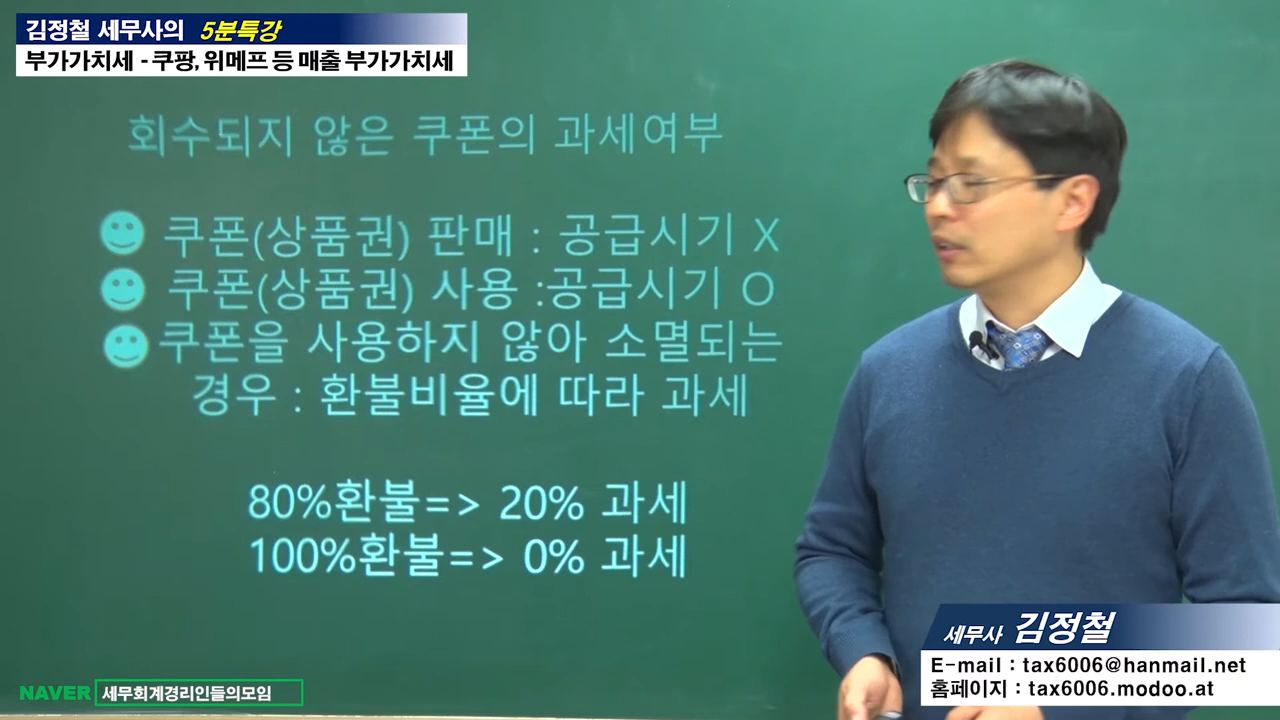 김정철 세무사의 5분특강
부가가치세 - 쿠팡, 위메프 등 매출 부가가치세
회수되지 않은 쿠폰의 과세여부
쿠폰(상품권) 판매 : 공급시기 X
쿠폰(상품권) 사용 :공급시기 O
쿠폰을 사용하지 않아 소멸되는
경우 : 환불비율에 따라 과세
80%환불=> 20% 과세
100%환불=> 0% 과세
세무사 김정철
E-mail : tax6006@hanmail.net
홈페이지 : tax6006.modoo.at
NAVER 세무회계경리인들의모임